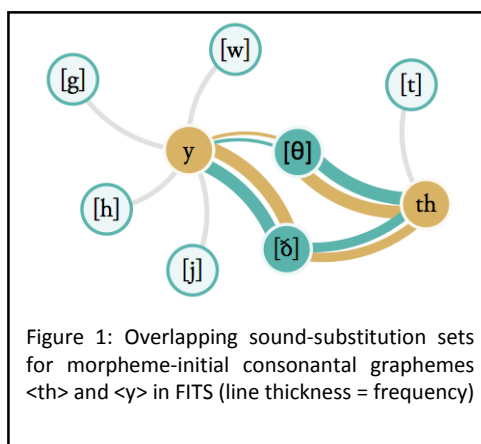 [w]
[g]
[t]
y
[θ]
[h]
th
[ð]
[j]
Figure 1: Overlapping sound-substitution sets
for morpheme-initial consonantal graphemes
<th> and <y> in FITS (line thickness = frequency)